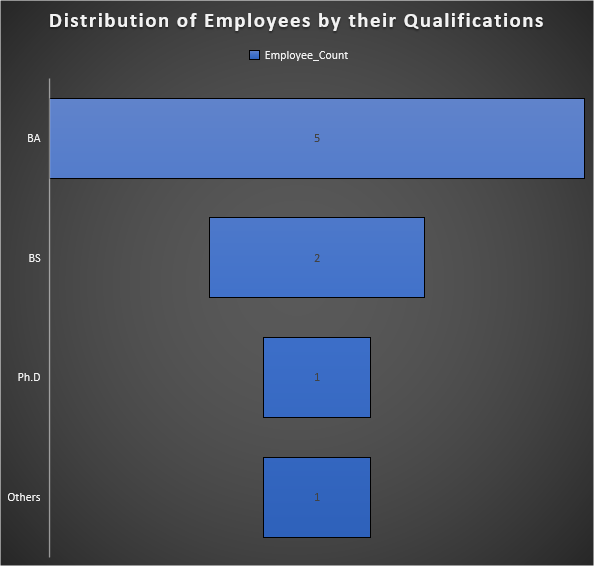 Distribution of Employees by their Qualifications
Employee_Count
BA
5
BS
2
Ph.D
1
Others
1